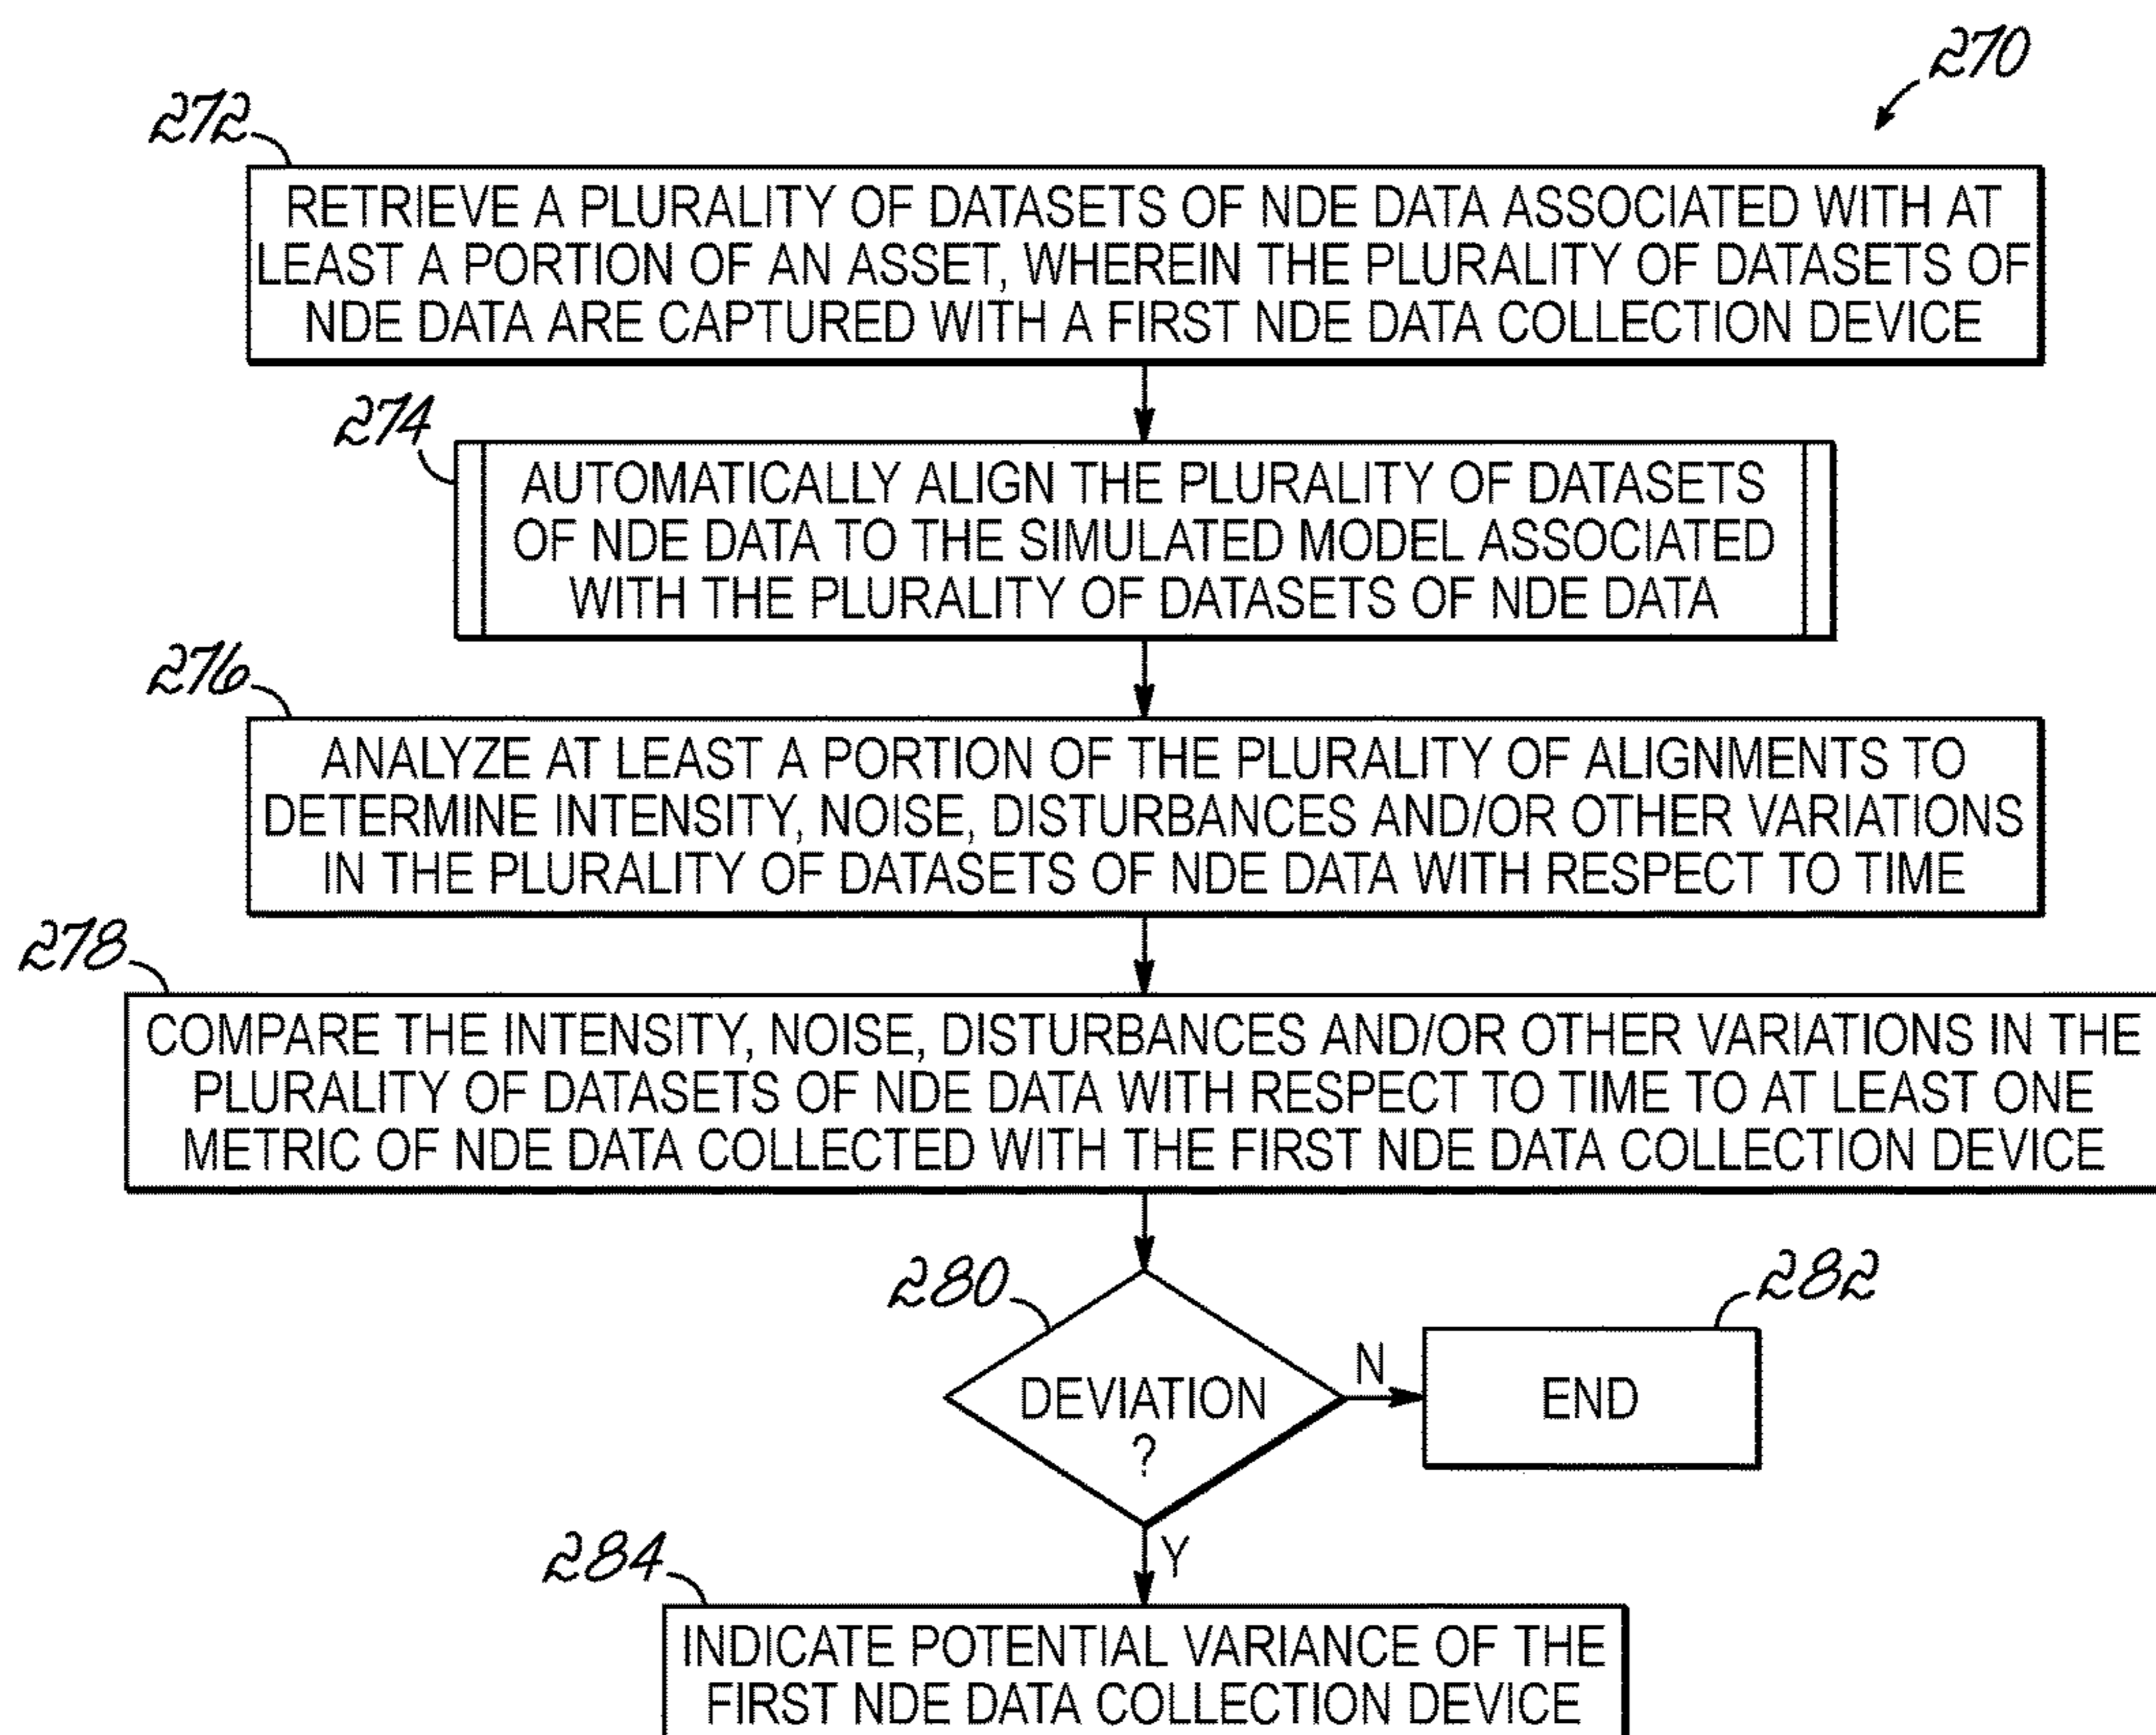 270
272
RETRIEVE A PLURALITY OF DATASETS OF NDE DATA ASSOCIATED WITH AT
LEAST A PORTION OF AN ASSET, WHEREIN THE PLURALITY OF DATASETS OF
NDE DATA ARE CAPTURED WITH A FIRST NDE DATA COLLECTION DEVICE
274
AUTOMATICALLY ALIGN THE PLURALITY OF DATASETS
OF NDE DATA TO THE SIMULATED MODEL ASSOCIATED
WITH THE PLURALITY OF DATASETS OF NDE DATA
276
ANALYZE AT LEAST A PORTION OF THE PLURALITY OF ALIGNMENTS TO
DETERMINE INTENSITY, NOISE, DISTURBANCES AND/OR OTHER VARIATIONS
IN THE PLURALITY OF DATASETS OF NDE DATA WITH RESPECT TO TIME
278
COMPARE THE INTENSITY, NOISE, DISTURBANCES AND/OR OTHER VARIATIONS IN THE
PLURALITY OF DATASETS OF NDE DATA WITH RESPECT TO TIME TO AT LEAST ONE
METRIC OF NDE DATA COLLECTED WITH THE FIRST NDE DATA COLLECTION DEVICE
280
282
DEVIATION
?
N
END
Y
284
INDICATE POTENTIAL VARIANCE OF THE
FIRST NDE DATA COLLECTION DEVICE